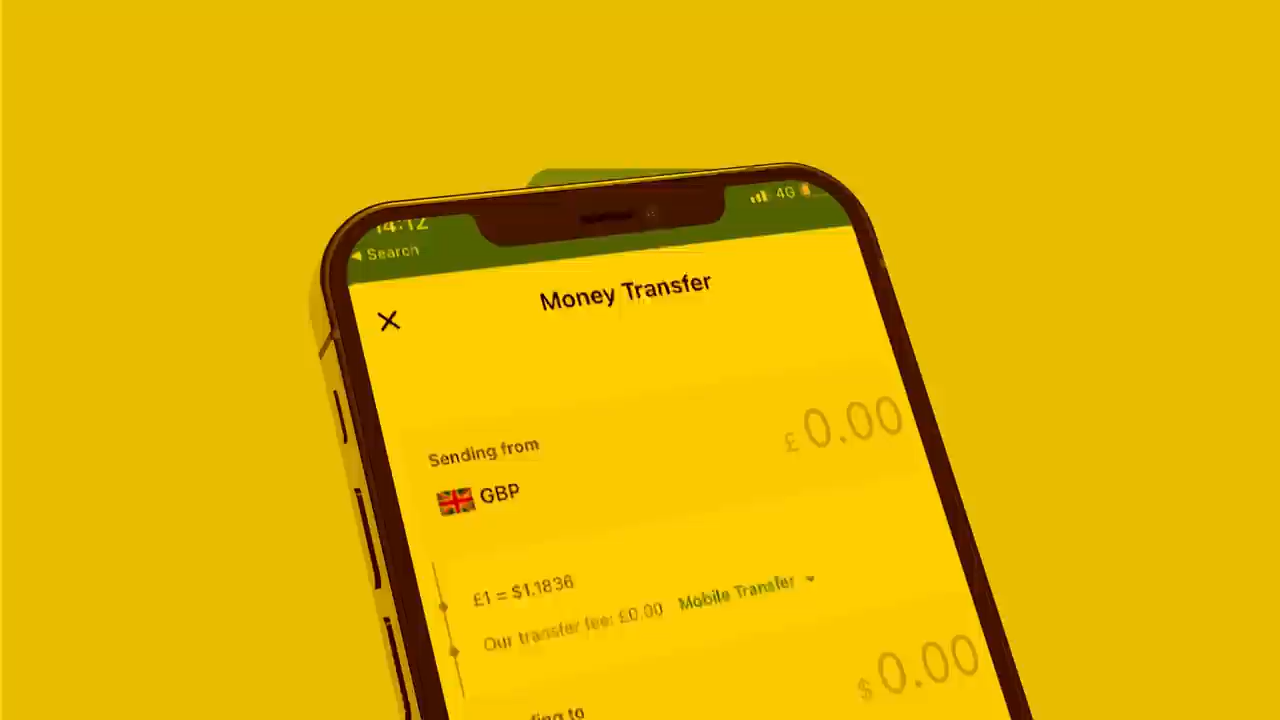 14:12
4G
Search
Money Transfer
£ 0.00
Sending from
GBP
£1 = $1.1836
Our transfer fee: £0.00 Mobile Transfer
$ 0.00
to